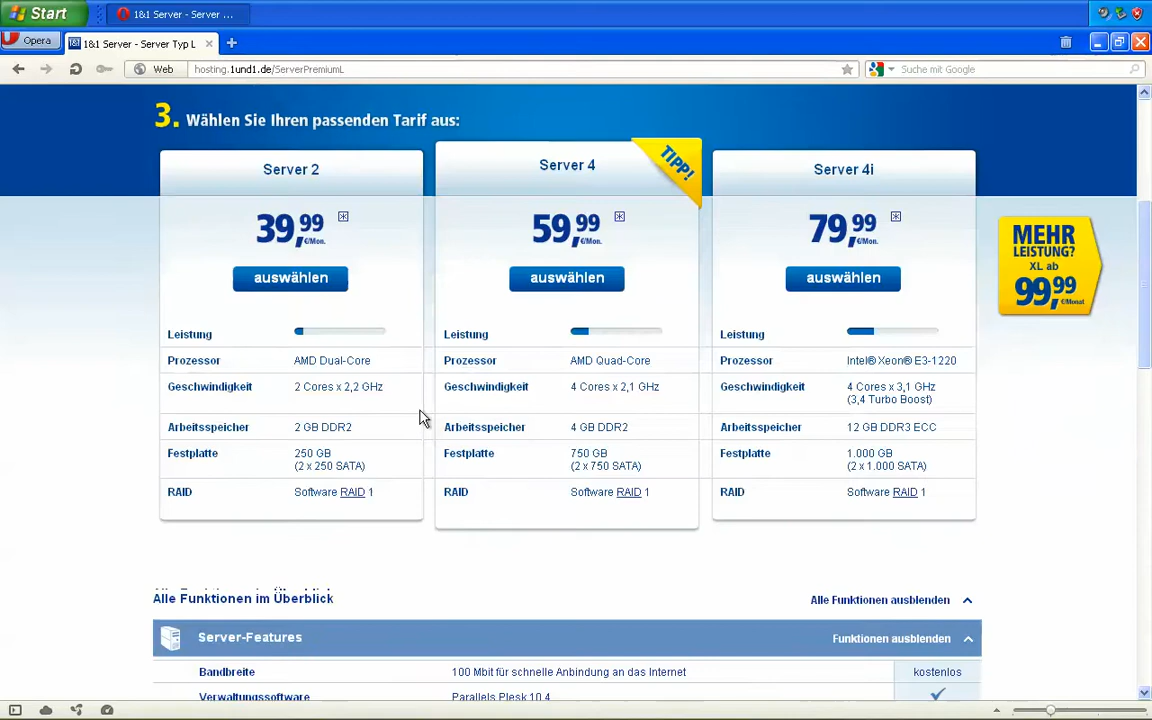 Start
1&1 Server - Server ...
Opera
1&1 Server - Server Typ L
Web
hosting.1und1.de/ServerPremiumL
Suche mit Google
3. Wählen Sie Ihren passenden Tarif aus:
Server 2
Server 4
TIPP!
Server 4i
39,99 €/Mon.
59,99 €/Mon.
79,99 €/Mon.
MEHR
LEISTUNG?
XL ab
99,99 €/Monat
auswählen
auswählen
auswählen
Leistung
Leistung
Leistung
Prozessor AMD Dual-Core
Prozessor AMD Quad-Core
Prozessor Intel® Xeon® E3-1220
Geschwindigkeit 2 Cores x 2,2 GHz
Geschwindigkeit 4 Cores x 2,1 GHz
Geschwindigkeit 4 Cores x 3,1 GHz
(3,4 Turbo Boost)
Arbeitsspeicher 2 GB DDR2
Arbeitsspeicher 4 GB DDR2
Arbeitsspeicher 12 GB DDR3 ECC
Festplatte 250 GB
(2 x 250 SATA)
Festplatte 750 GB
(2 x 750 SATA)
Festplatte 1.000 GB
(2 x 1.000 SATA)
RAID Software RAID 1
RAID Software RAID 1
RAID Software RAID 1
Alle Funktionen im Überblick
Alle Funktionen ausblenden
Server-Features
Funktionen ausblenden
Bandbreite 100 Mbit für schnelle Anbindung an das Internet kostenlos
Verwaltungssoftware Parallels Plesk 10.4